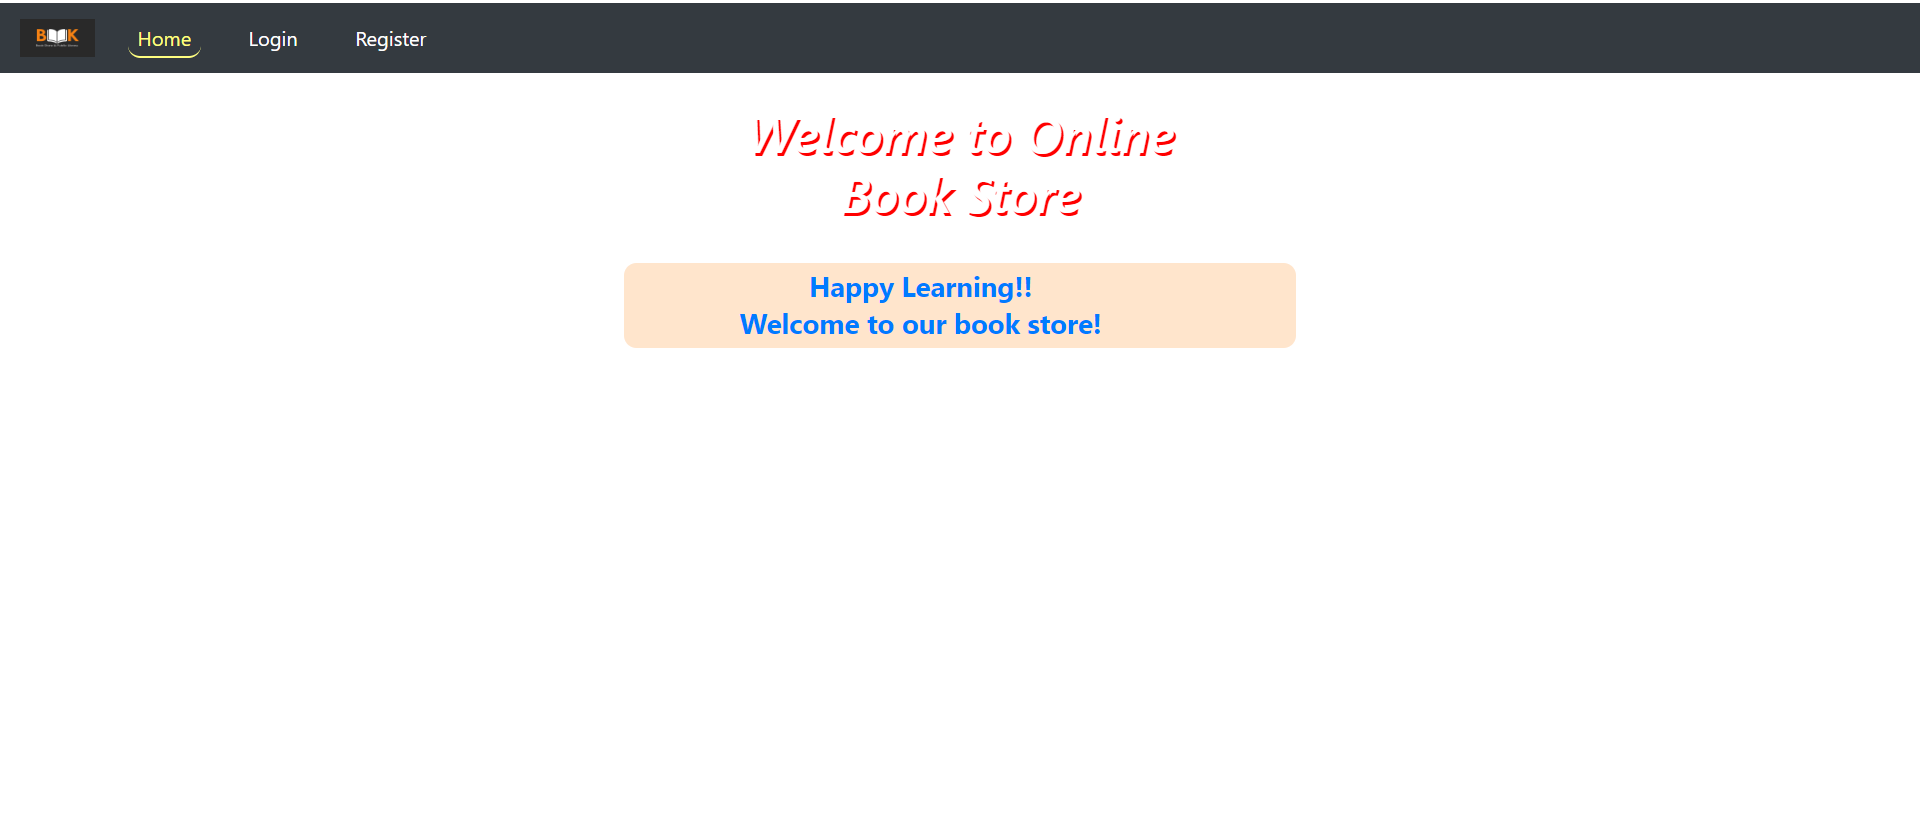 BOOK
Home
Login
Register
Welcome to Online
Book Store
Happy Learning!!
Welcome to our book store!